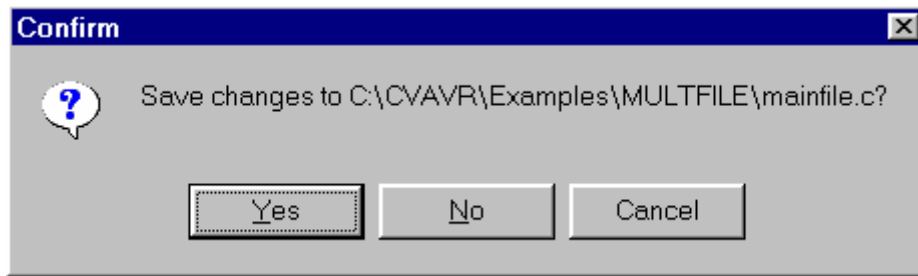 Confirm
Save changes to C:\CVAVR\Examples\MULTFILE\mainfile.c?
Yes No Cancel